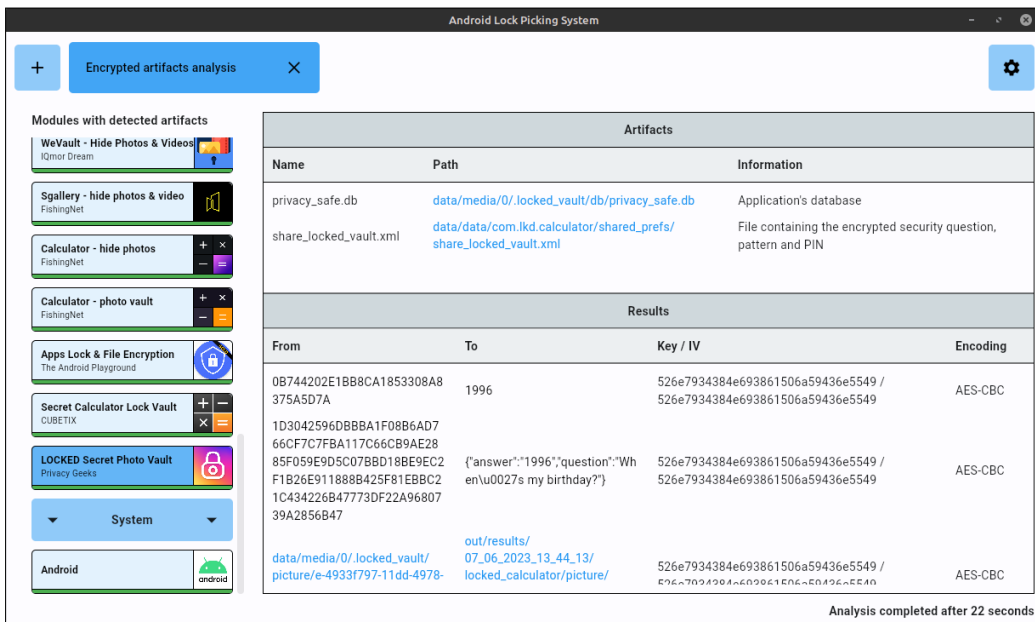 Android Lock Picking System
+
Encrypted artifacts analysis
Modules with detected artifacts
WeVault - Hide Photos & Videos
IQmor Dream
Sgallery - hide photos & video
FishingNet
Calculator - hide photos
FishingNet
Calculator - photo vault
FishingNet
Apps Lock & File Encryption
The Android Playground
Secret Calculator Lock Vault
CUBETIX
LOCKED Secret Photo Vault
Privacy Geeks
System
Android
android
Artifacts
Name Path Information
privacy_safe.db data/media/0/.locked_vault/db/privacy_safe.db Application's database
share_locked_vault.xml data/data/com.lkd.calculator/shared_prefs/ File containing the encrypted security question,
share_locked_vault.xml pattern and PIN
Results
From To Key / IV Encoding
0B744202E1BB8CA1853308A8 1996 526e7934384e693861506a59436e5549 / AES-CBC
375A5D7A 526e7934384e693861506a59436e5549
1D3042596DBBBA1F08B6AD7
66CF7C7FBA117C66CB9AE28
85F059E9D5C07BBD18BE9EC2 {"answer":"1996","question":"Wh 526e7934384e693861506a59436e5549 / AES-CBC
F1B26E911888B425F81EBBC2 en\u0027s my birthday?"} 526e7934384e693861506a59436e5549
1C434226B47773DF22A96807
39A2856B47
out/results/
data/media/0/.locked_vault/ 07_06_2023_13_44_13/ 526e7934384e693861506a59436e5549 /
picture/e-4933f797-11dd-4978- locked_calculator/picture/ 526e7934384e693861506a59436e5549 AES-CBC
Analysis completed after 22 seconds